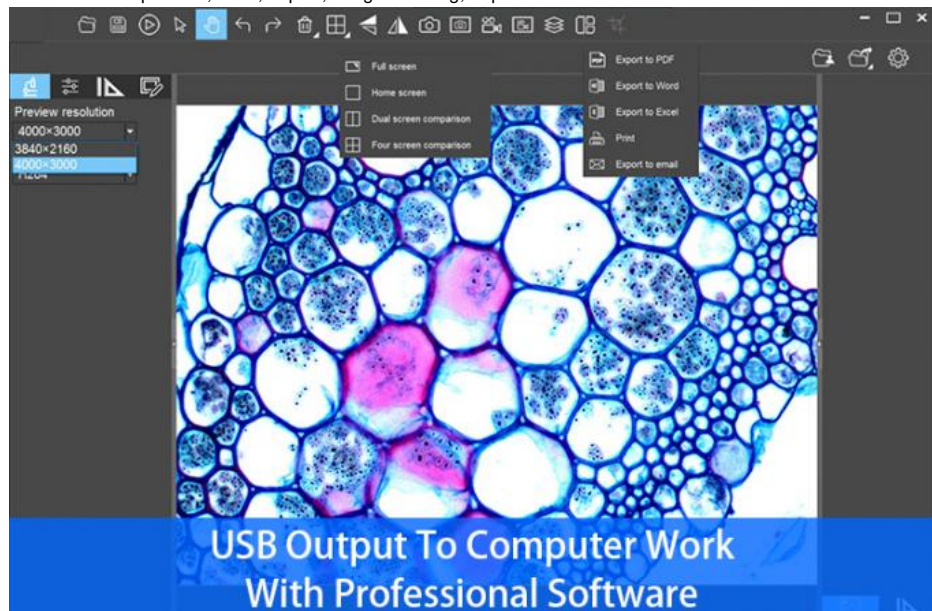 Full screen
Home screen
Dual screen comparison
Four screen comparison
PDF
Export to PDF
Export to Word
Export to Excel
Print
Export to email
Preview resolution
4000×3000
3840×2160
4000×3000
USB Output To Computer Work
With Professional Software